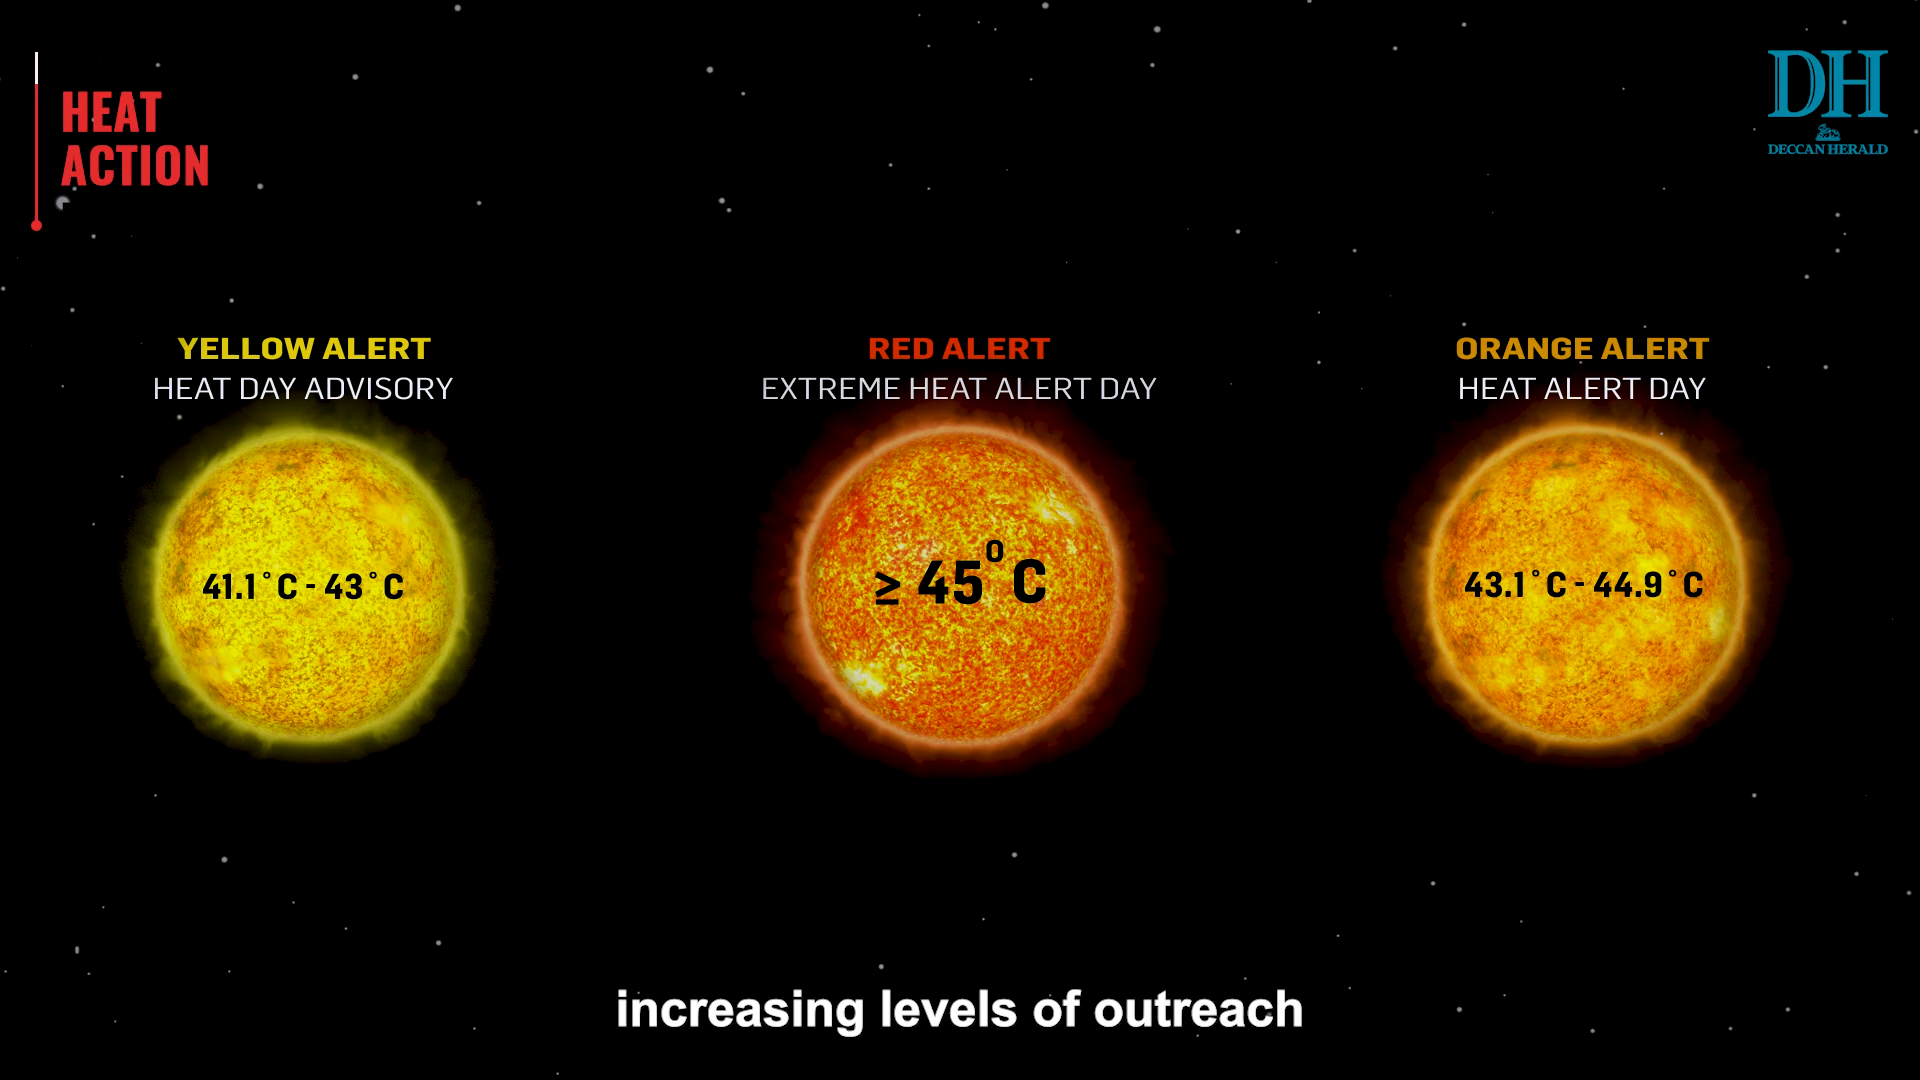 HEAT
ACTION
DH
DECCAN HERALD
YELLOW ALERT
HEAT DAY ADVISORY
41.1°C - 43°C
RED ALERT
EXTREME HEAT ALERT DAY
≥ 45°C
ORANGE ALERT
HEAT ALERT DAY
43.1°C - 44.9°C
increasing levels of outreach